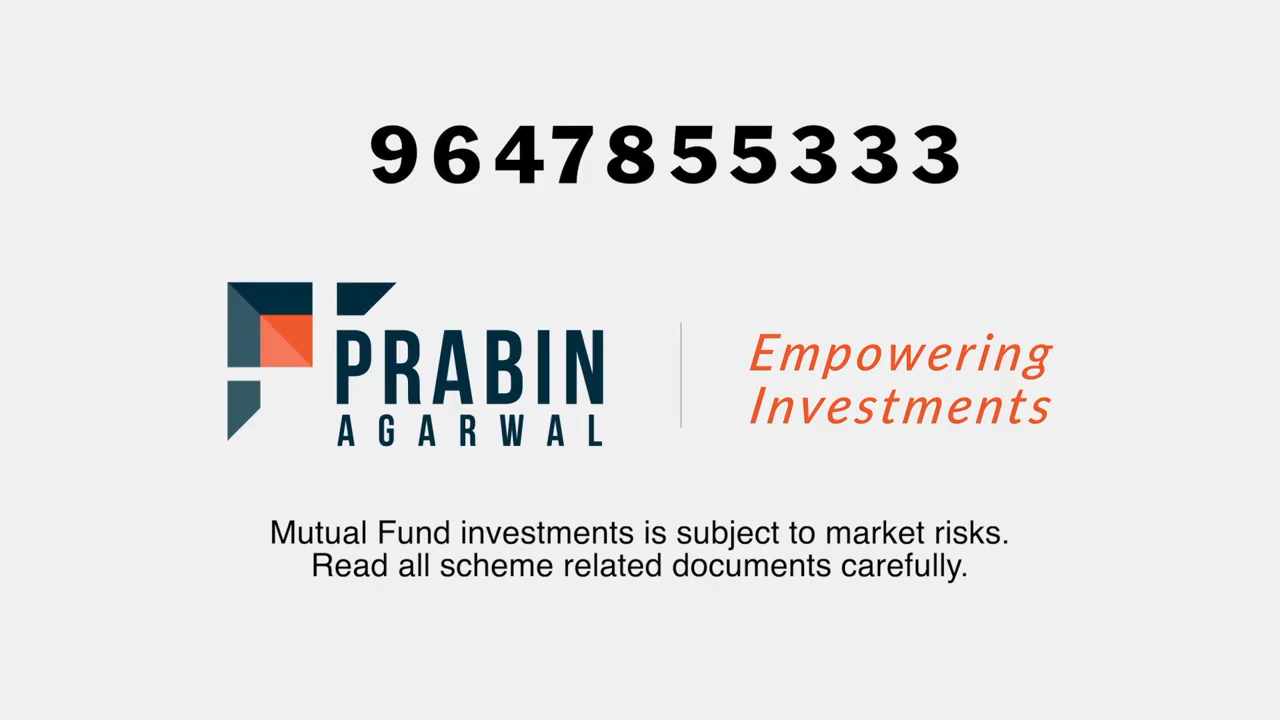 9647855333
PRABIN
AGARWAL
Empowering
Investments
Mutual Fund investments is subject to market risks.
Read all scheme related documents carefully.